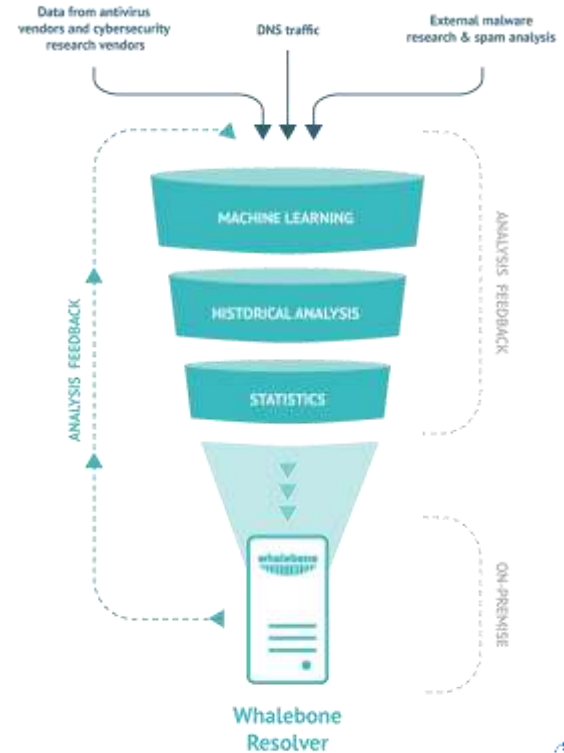 Data from antivirus
vendors and cybersecurity
research vendors
DNS traffic
External malware
research & spam analysis
MACHINE LEARNING
HISTORICAL ANALYSIS
STATISTICS
ANALYSIS FEEDBACK
ANALYSIS FEEDBACK
whalebone
ON-PREMISE
Whalebone
Resolver